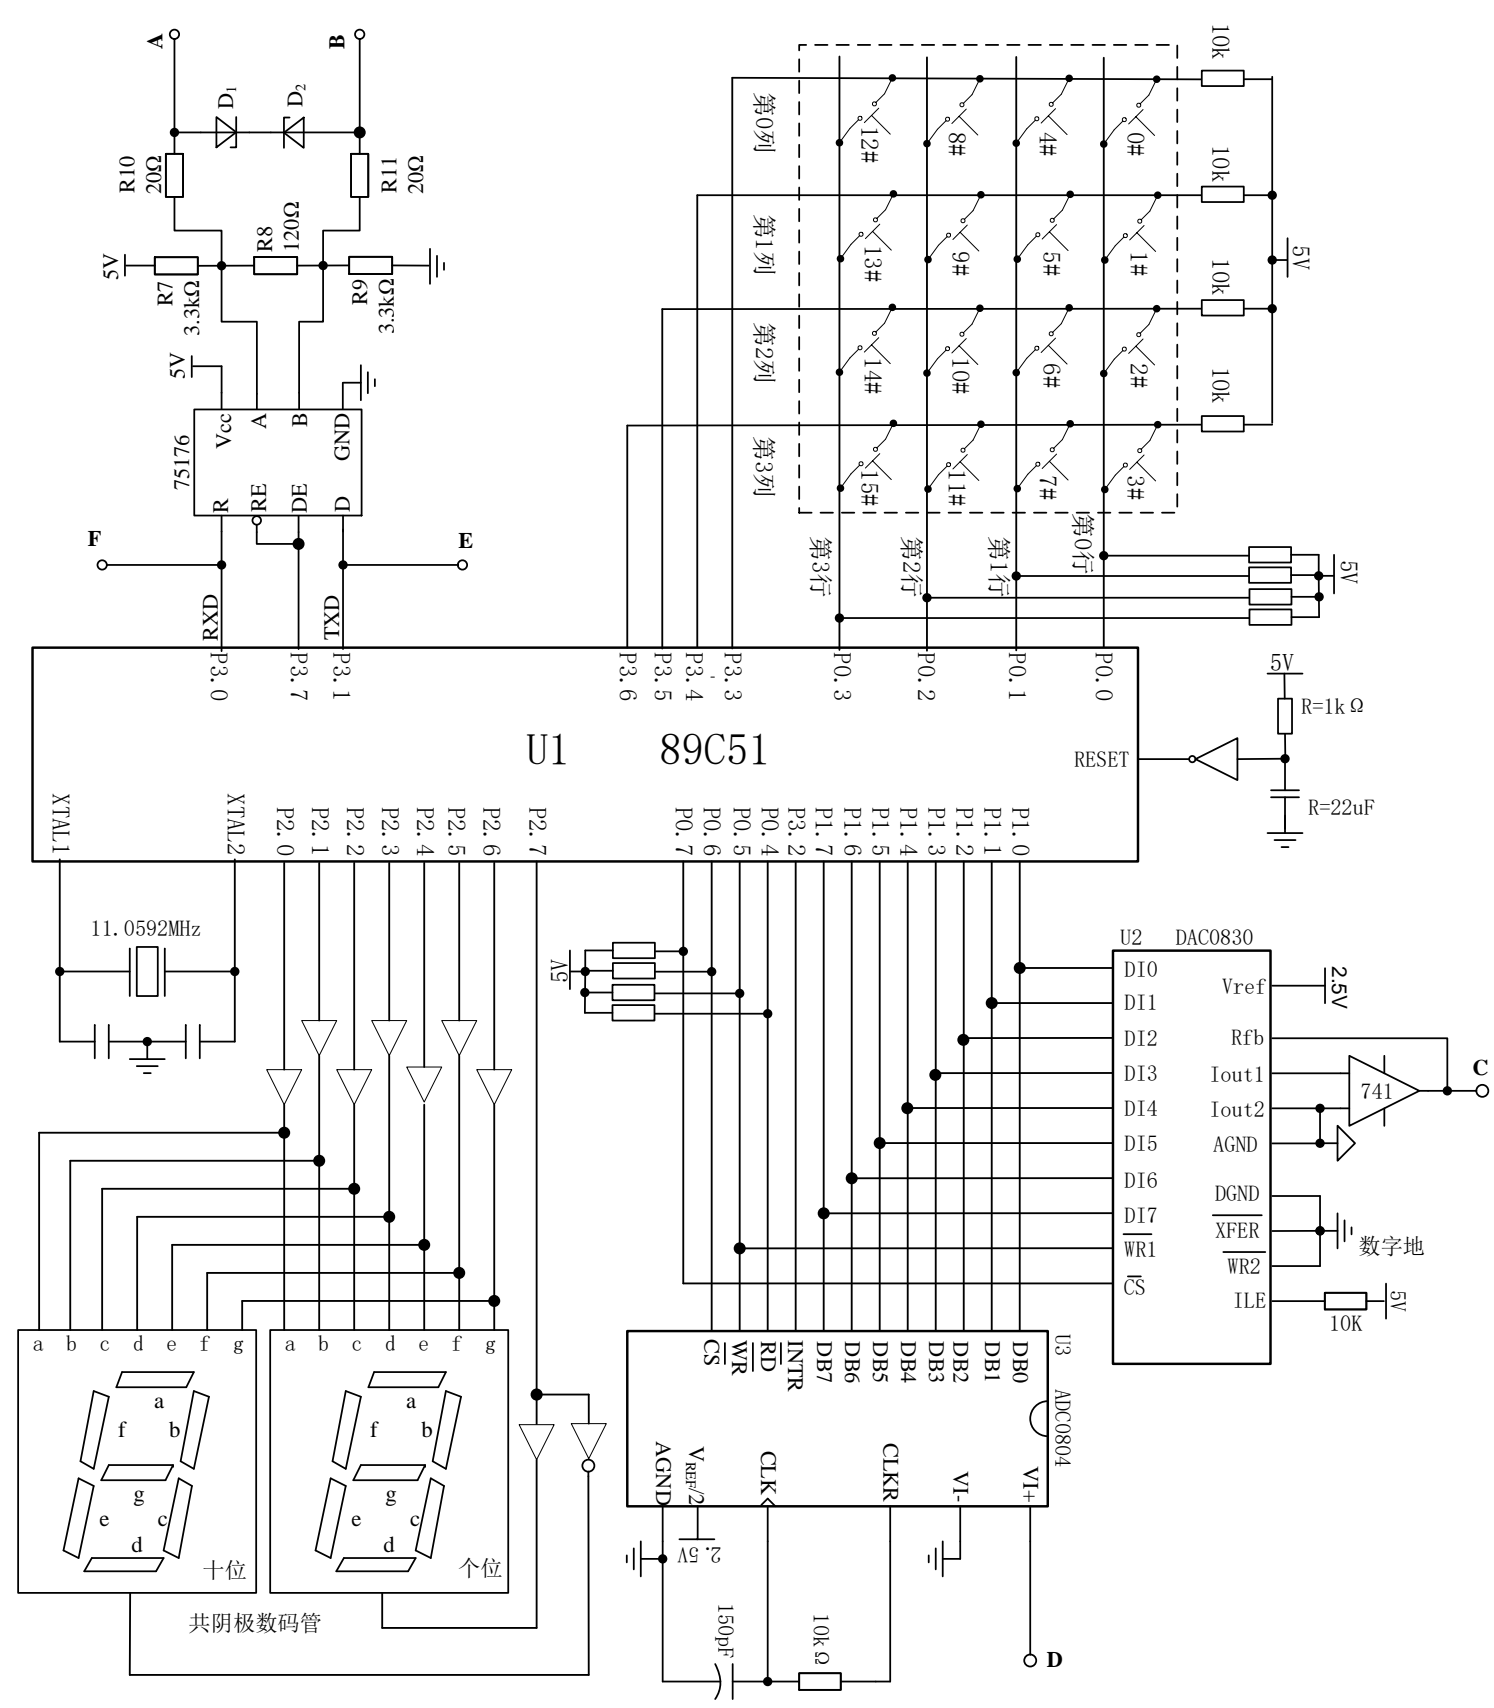 A
B
D1
D2
R10
20Ω
R11
20Ω
R8
120Ω
5V
R7
3.3kΩ
R9
3.3kΩ
5V
Vcc
A
B
GND
75176
R
RE
DE
D
F
E
RXD
TXD
10k
10k
10k
10k
5V
第0列
12#
8#
4#
0#
第1列
13#
9#
5#
1#
第2列
14#
10#
6#
2#
第3列
15#
11#
7#
3#
第3行
第2行
第1行
第0行
5V
P3.0
P3.7
P3.1
P3.6
P3.5
P3.4
P3.3
P0.3
P0.2
P0.1
P0.0
U1 89C51
RESET
5V
R=1kΩ
R=22uF
XTAL1
XTAL2
P2.0
P2.1
P2.2
P2.3
P2.4
P2.5
P2.6
P2.7
P0.7
P0.6
P0.5
P0.4
P3.2
P1.7
P1.6
P1.5
P1.4
P1.3
P1.2
P1.1
P1.0
11.0592MHz
5V
U2 DAC0830
DI0
DI1
DI2
DI3
DI4
DI5
DI6
DI7
WR1
CS
Vref
Rfb
Iout1
Iout2
AGND
DGND
XFER
WR2
ILE
2.5V
741
C
数字地
10K
5V
a b c d e f g
a b c d e f g
a
f b
g
e c
d
十位
a
f b
g
e c
d
个位
共阴极数码管
CS
WR
RD
INTR
DB7
DB6
DB5
DB4
DB3
DB2
DB1
DB0
U3 ADC0804
AGND
VREF/2
CLK
CLKR
VI-
VI+
2.5V
150pF
10kΩ
D